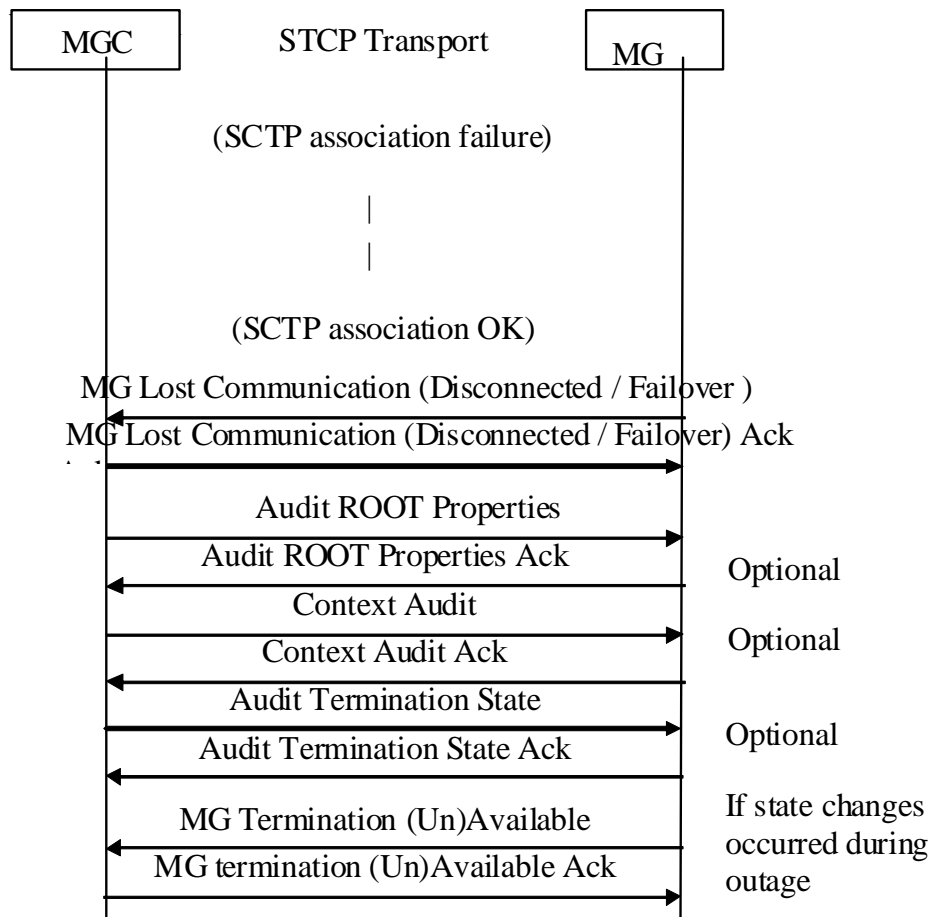 MGC STCP Transport MG
(SCTP association failure)
|
|
(SCTP association OK)
MG Lost Communication (Disconnected / Failover )
MG Lost Communication (Disconnected / Failover) Ack
Audit ROOT Properties
Audit ROOT Properties Ack
Optional
Context Audit
Optional
Context Audit Ack
Audit Termination State
Optional
Audit Termination State Ack
MG Termination (Un)Available
MG termination (Un)Available Ack
If state changes
occurred during
outage